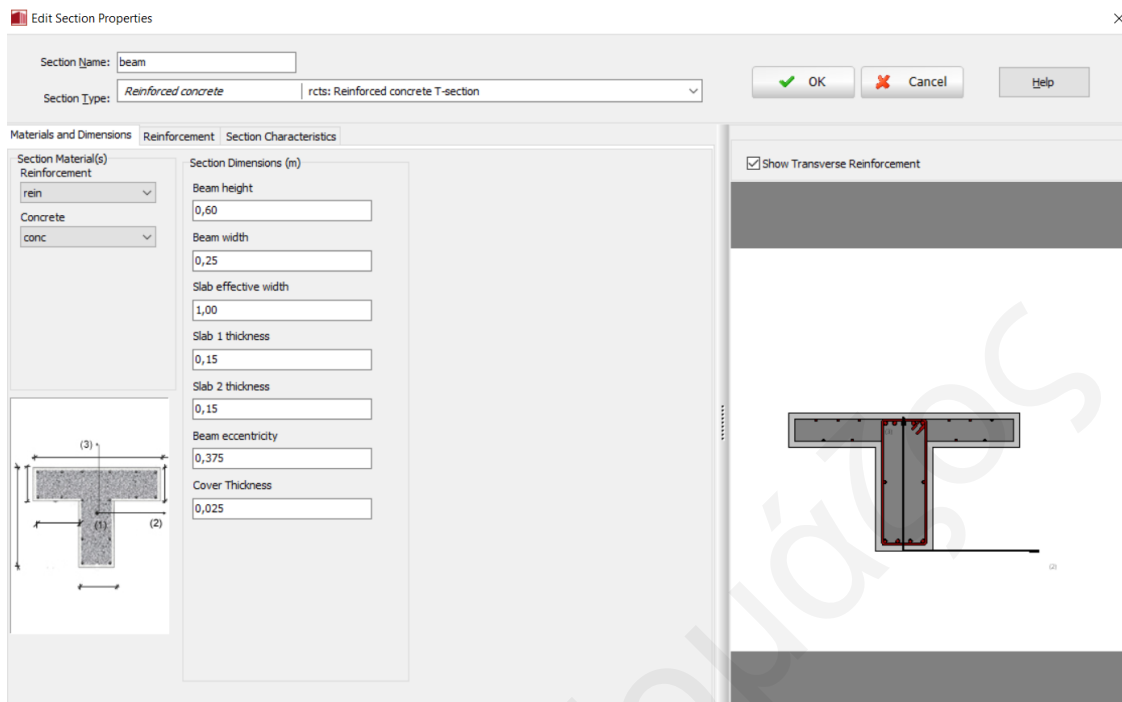 Edit Section Properties
Section Name: beam
Section Type: Reinforced concrete rcts: Reinforced concrete T-section
OK Cancel Help
Materials and Dimensions Reinforcement Section Characteristics
Section Material(s)
Reinforcement
rein
Concrete
conc
Section Dimensions (m)
Beam height
0,60
Beam width
0,25
Slab effective width
1,00
Slab 1 thickness
0,15
Slab 2 thickness
0,15
Beam eccentricity
0,375
Cover Thickness
0,025
(3)
(1)
(2)
Show Transverse Reinforcement
(3)
(2)